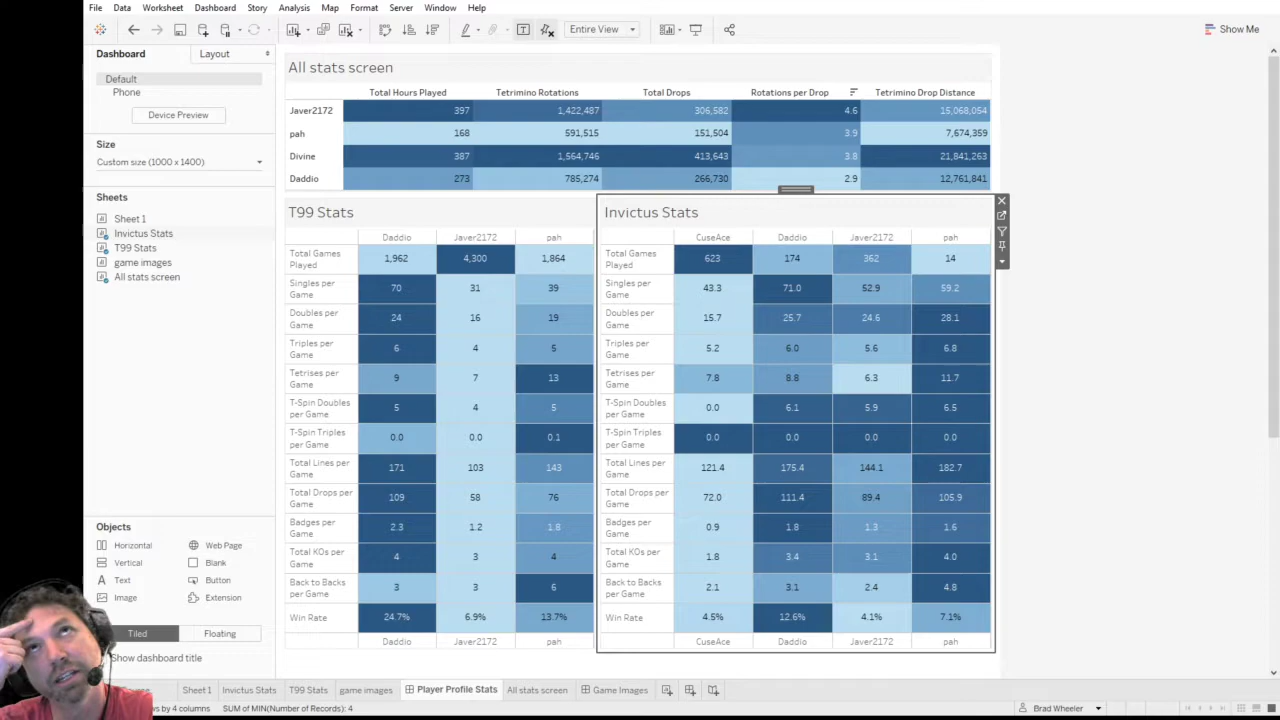 File Data Worksheet Dashboard Story Analysis Map Format Server Window Help
Entire View
Show Me
Dashboard Layout
Default
Phone
Device Preview
Size
Custom size (1000 x 1400)
Sheets
Sheet 1
Invictus Stats
T99 Stats
game images
All stats screen
Objects
Horizontal Web Page
Vertical Blank
Text Button
Image Extension
Tiled Floating
Show dashboard title
All stats screen
Total Hours Played Tetrimino Rotations Total Drops Rotations per Drop Tetrimino Drop Distance
Javer2172 397 1,422,487 306,582 4.6 15,068,054
pah 168 591,515 151,504 3.9 7,674,359
Divine 387 1,564,746 413,643 3.8 21,841,263
Daddio 273 785,274 266,730 2.9 12,761,841
T99 Stats
Daddio Javer2172 pah
Total Games
Played 1,962 4,300 1,864
Singles per
Game 70 31 39
Doubles per
Game 24 16 19
Triples per
Game 6 4 5
Tetrises per
Game 9 7 13
T-Spin Doubles
per Game 5 4 5
T-Spin Triples
per Game 0.0 0.0 0.1
Total Lines per
Game 171 103 143
Total Drops per
Game 109 58 76
Badges per
Game 2.3 1.2 1.8
Total KOs per
Game 4 3 4
Back to Backs
per Game 3 3 6
Win Rate 24.7% 6.9% 13.7%
Daddio Javer2172 pah
Invictus Stats
CuseAce Daddio Javer2172 pah
Total Games
Played 623 174 362 14
Singles per
Game 43.3 71.0 52.9 59.2
Doubles per
Game 15.7 25.7 24.6 28.1
Triples per
Game 5.2 6.0 5.6 6.8
Tetrises per
Game 7.8 8.8 6.3 11.7
T-Spin Doubles
per Game 0.0 6.1 5.9 6.5
T-Spin Triples
per Game 0.0 0.0 0.0 0.0
Total Lines per
Game 121.4 175.4 144.1 182.7
Total Drops per
Game 72.0 111.4 89.4 105.9
Badges per
Game 0.9 1.8 1.3 1.6
Total KOs per
Game 1.8 3.4 3.1 4.0
Back to Backs
per Game 2.1 3.1 2.4 4.8
Win Rate 4.5% 12.6% 4.1% 7.1%
CuseAce Daddio Javer2172 pah
Sheet 1 Invictus Stats T99 Stats game images Player Profile Stats All stats screen Game Images
by 4 columns SUM of MIN(Number of Records): 4
Brad Wheeler